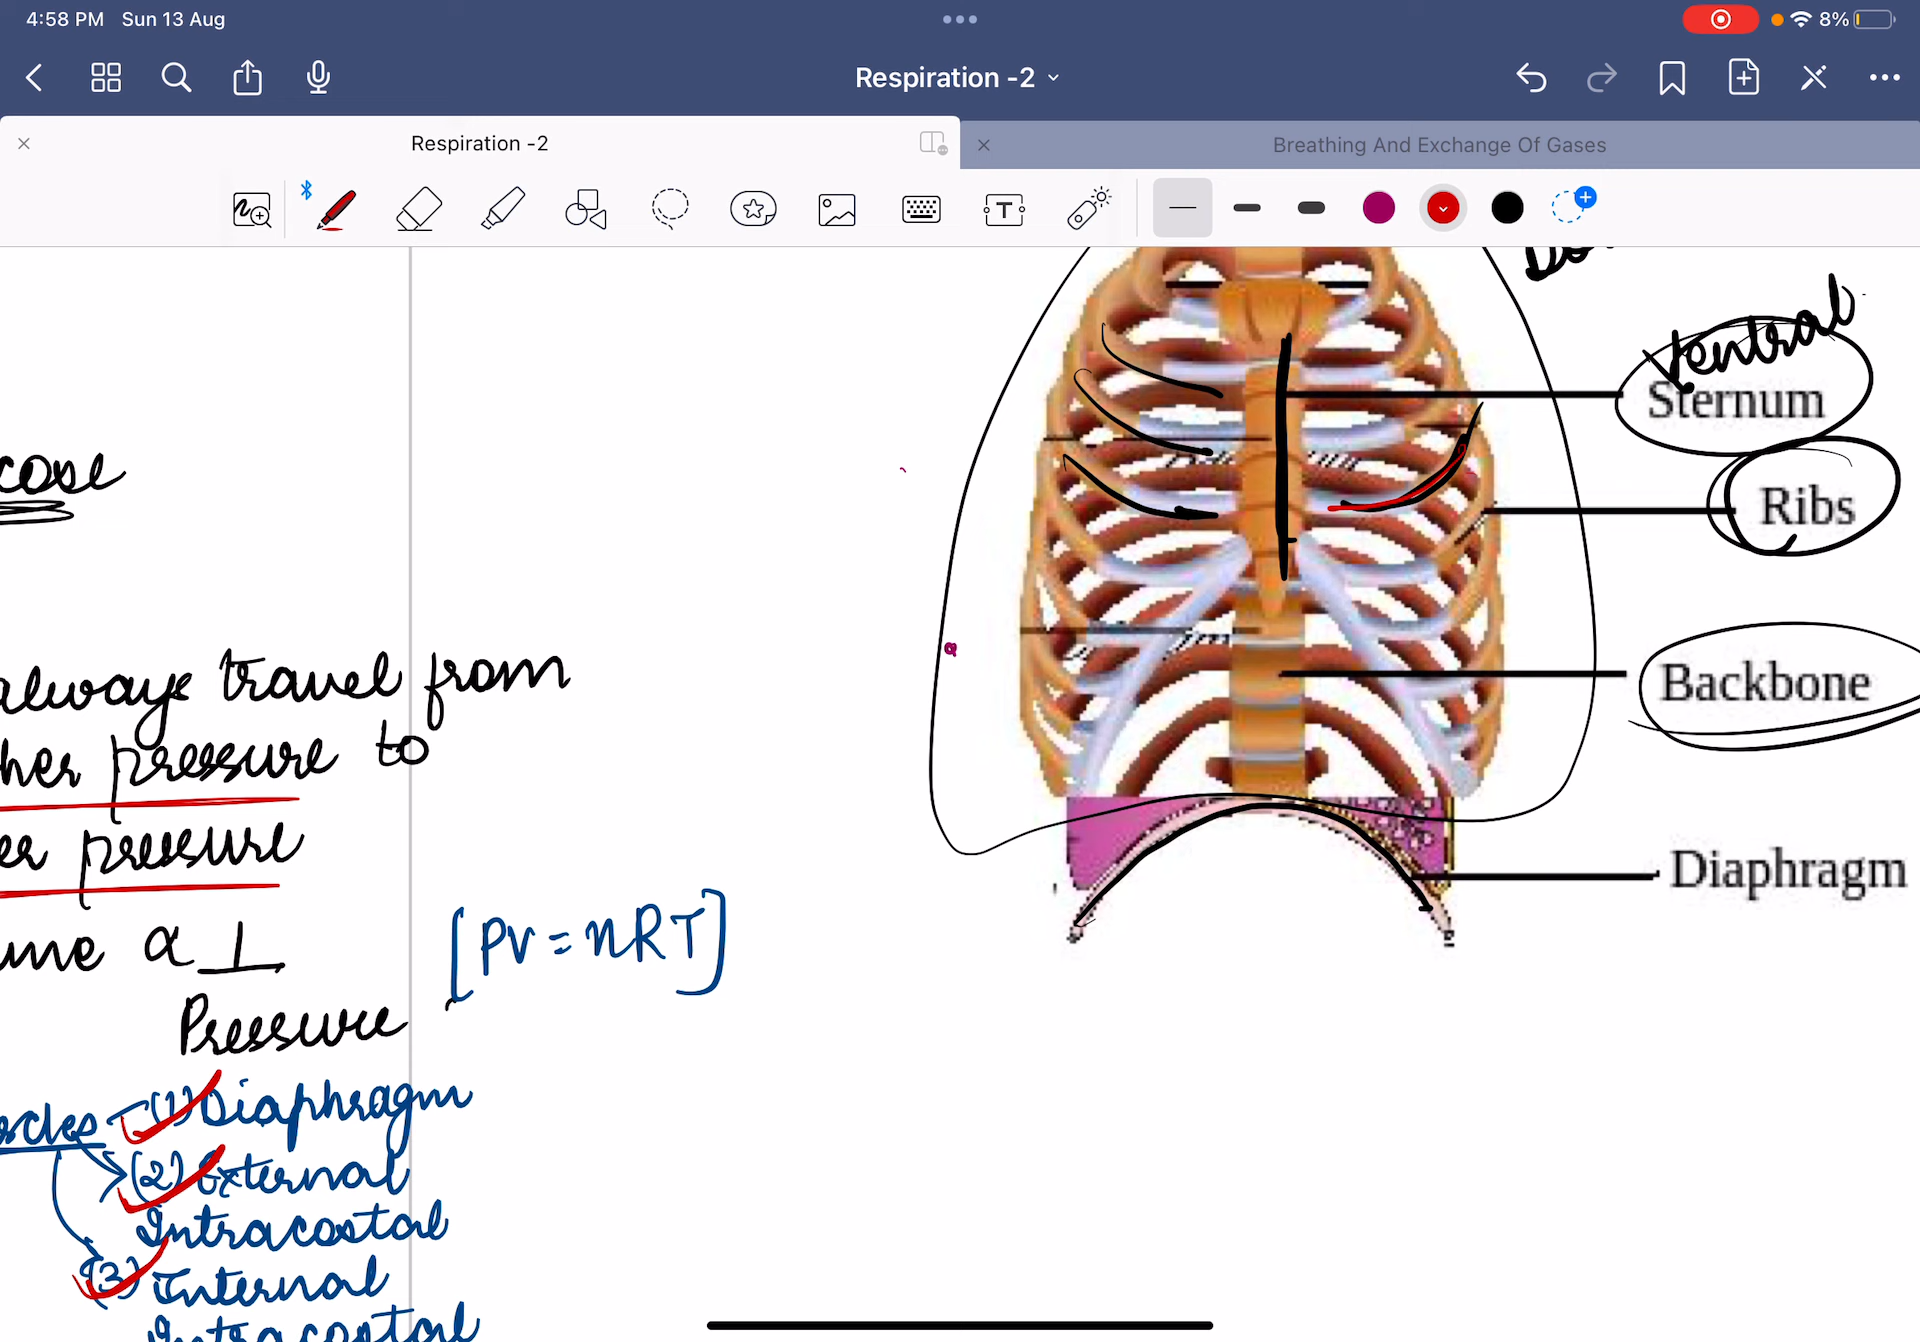 4:58 PM Sun 13 Aug
8%
Respiration -2
Respiration -2
Breathing And Exchange Of Gases
T
Ventral
Sternum
Ribs
Backbone
Diaphragm
cose
always travel from
her pressure to
er pressure
ume α 1
Pressure
[PV = nRT]
scles
(1) Diaphragm
(2) External
Intracostal
(3) Internal
Intracostal